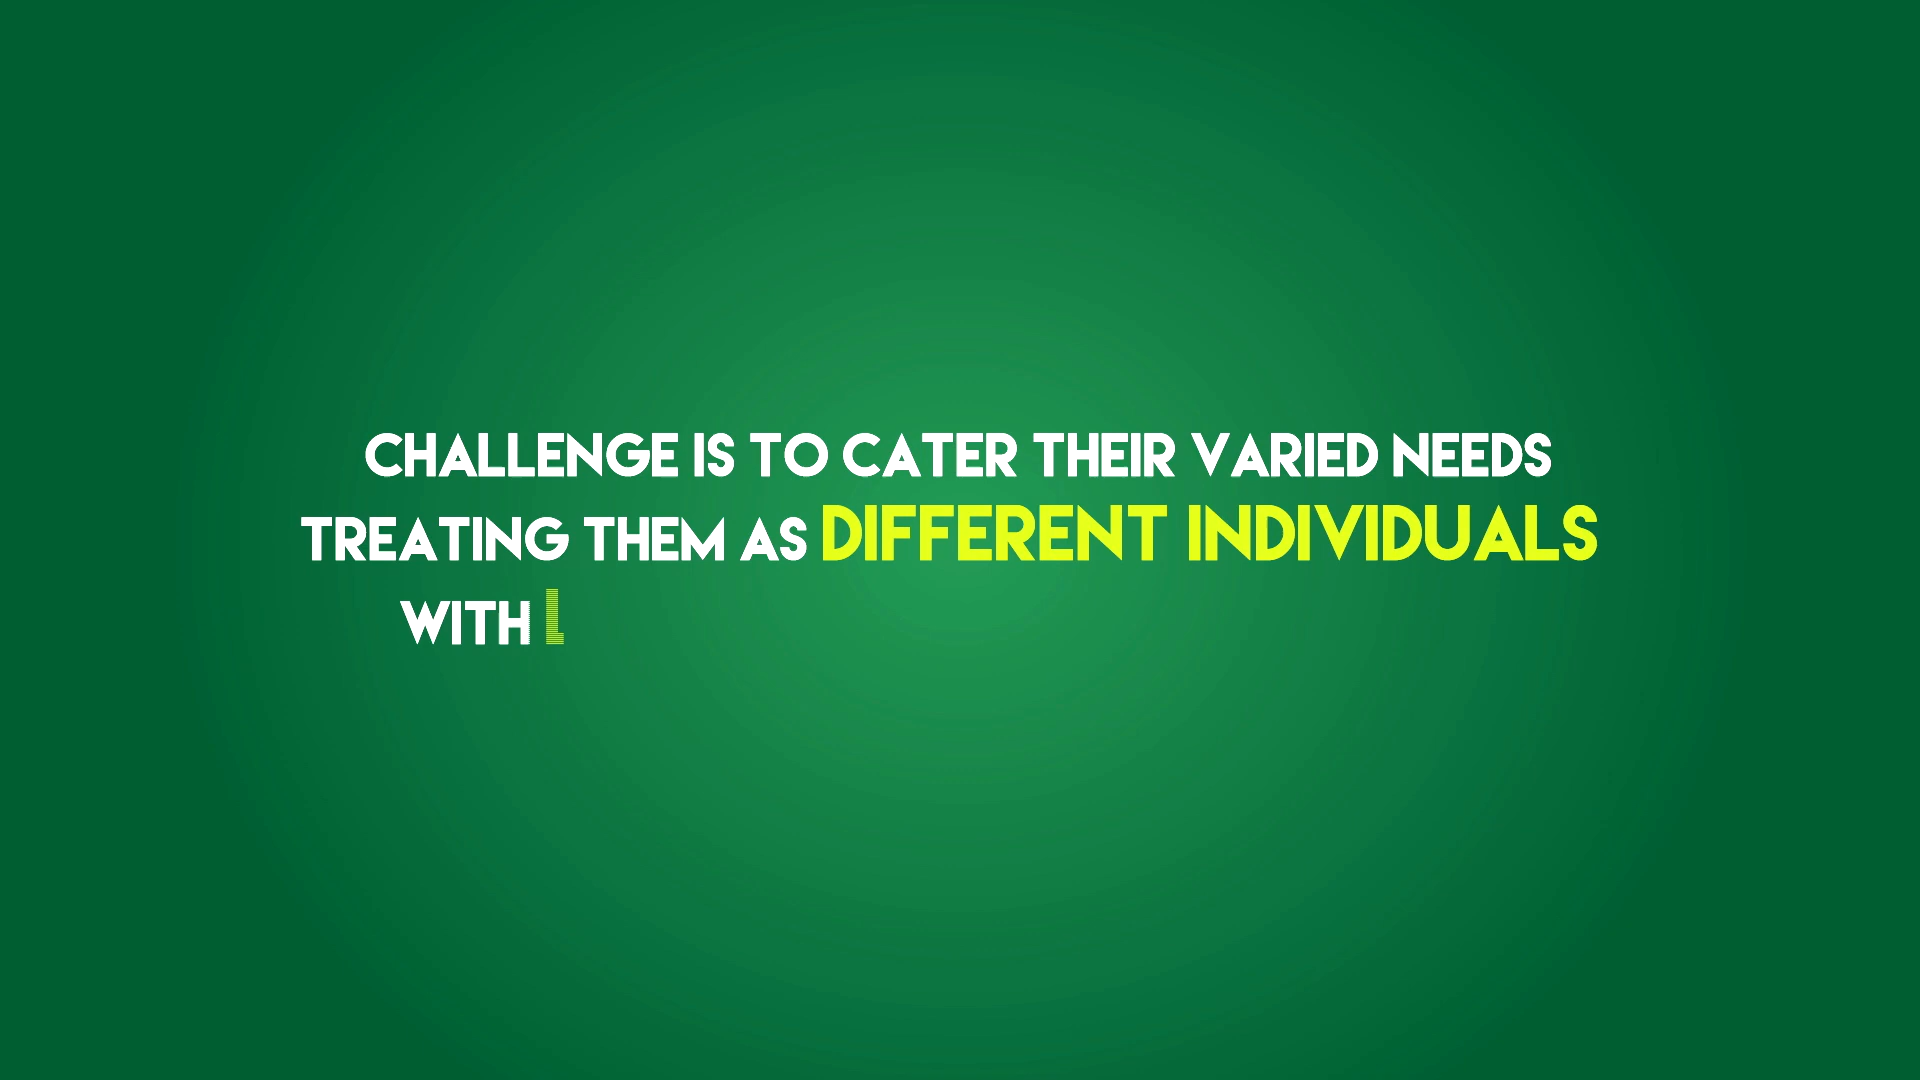 CHALLENGE IS TO CATER THEIR VARIED NEEDS
TREATING THEM AS DIFFERENT INDIVIDUALS
WITH